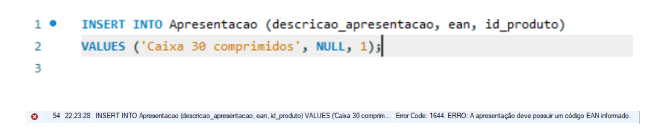 1 INSERT INTO Apresentacao (descricao_apresentacao, ean, id_produto)
2 VALUES ('Caixa 30 comprimidos', NULL, 1);
3
54 22:23:28 INSERT INTO Apresentacao (descricao_apresentacao, ean, id_produto) VALUES ('Caixa 30 comprim... Error Code: 1644. ERRO: A apresentação deve possuir um código EAN informado.